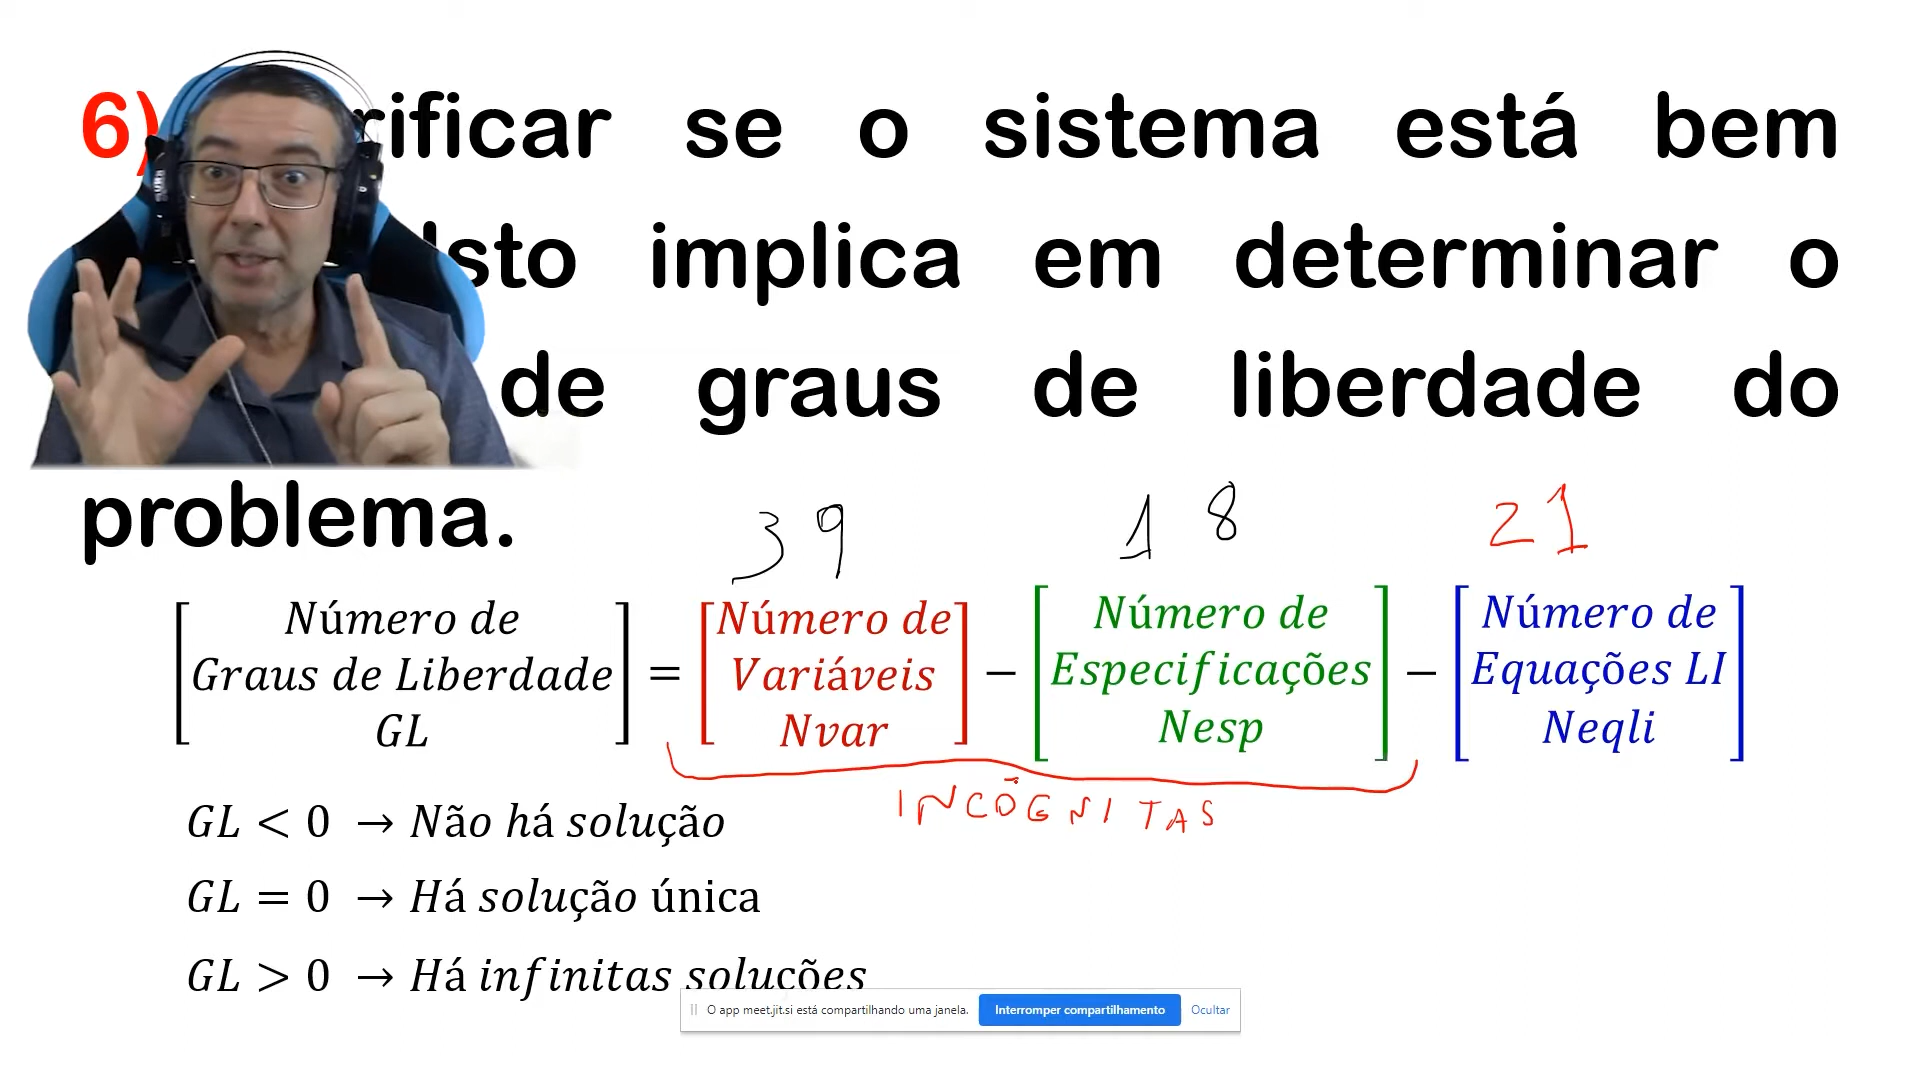 6) rificar se o sistema está bem
Isto implica em determinar o
de graus de liberdade do
problema.
39 18 21
Número de Graus de Liberdade GL = Número de Variáveis Nvar − Número de Especificações Nesp − Número de Equações LI Neqli
INCÓGNITAS
GL < 0 → Não há solução
GL = 0 → Há solução única
GL > 0 → Há infinitas soluções
O app meet.jit.si está compartilhando uma janela. Interromper compartilhamento Ocultar